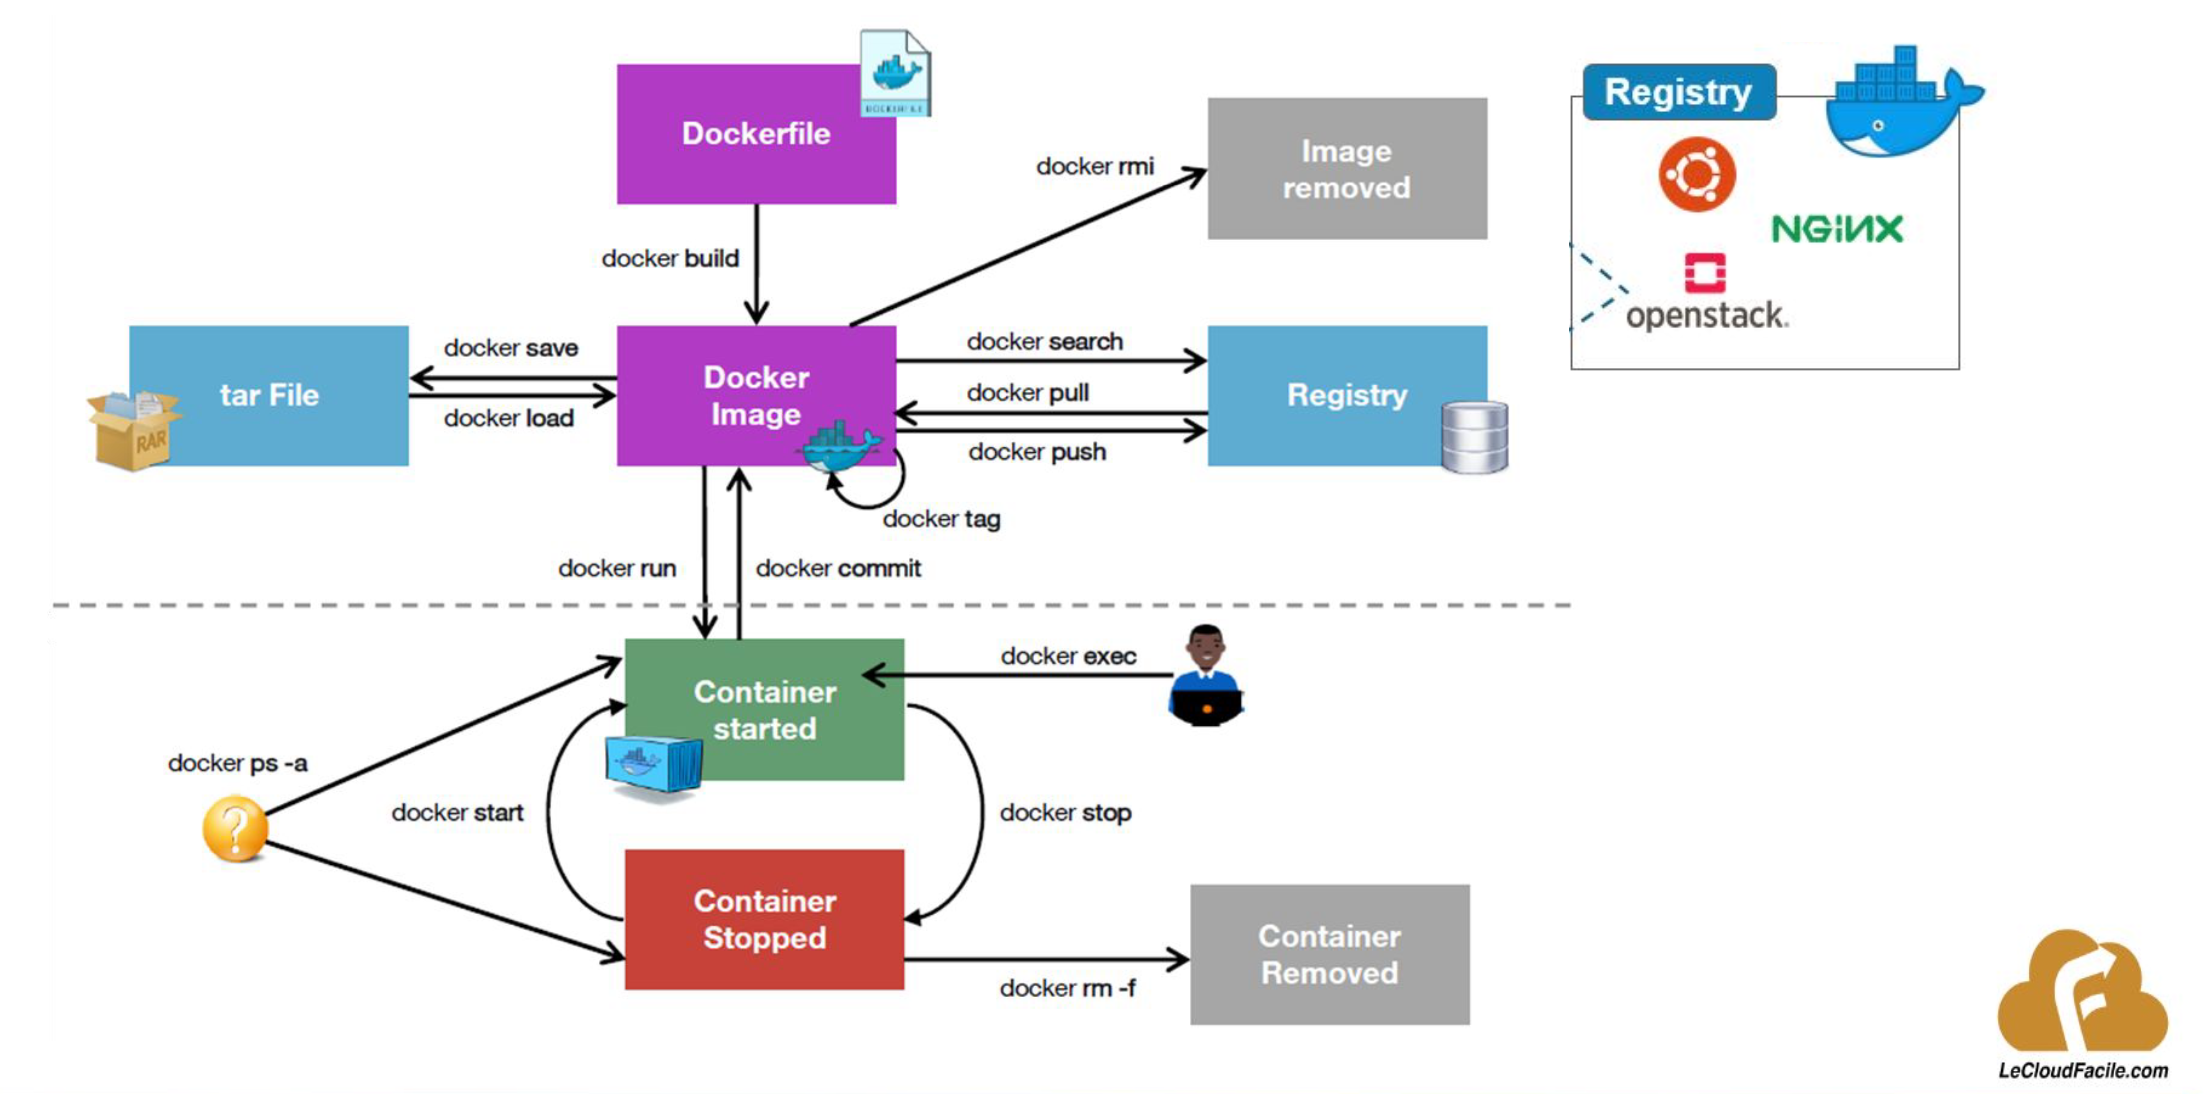 DOCKERFILE
Dockerfile
docker build
docker rmi
Image
removed
Registry
NGINX
openstack.
tar File
RAR
docker save
docker load
Docker
Image
docker search
docker pull
docker push
Registry
docker tag
docker run
docker commit
docker exec
Container
started
docker ps -a
?
docker start
docker stop
Container
Stopped
docker rm -f
Container
Removed
LeCloudFacile.com